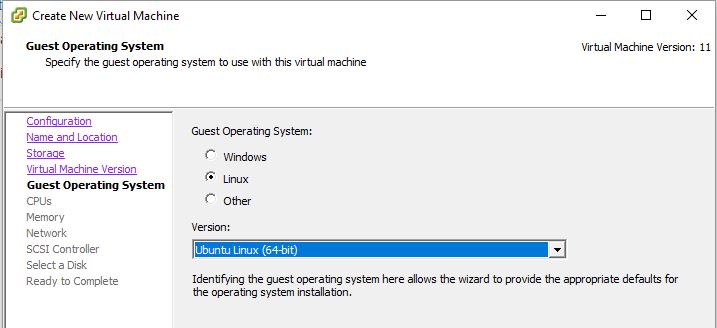 Create New Virtual Machine
Guest Operating System
Specify the guest operating system to use with this virtual machine
Virtual Machine Version: 11
Configuration
Name and Location
Storage
Virtual Machine Version
Guest Operating System
CPUs
Memory
Network
SCSI Controller
Select a Disk
Ready to Complete
Guest Operating System:
Windows
Linux
Other
Version:
Ubuntu Linux (64-bit)
Identifying the guest operating system here allows the wizard to provide the appropriate defaults for
the operating system installation.